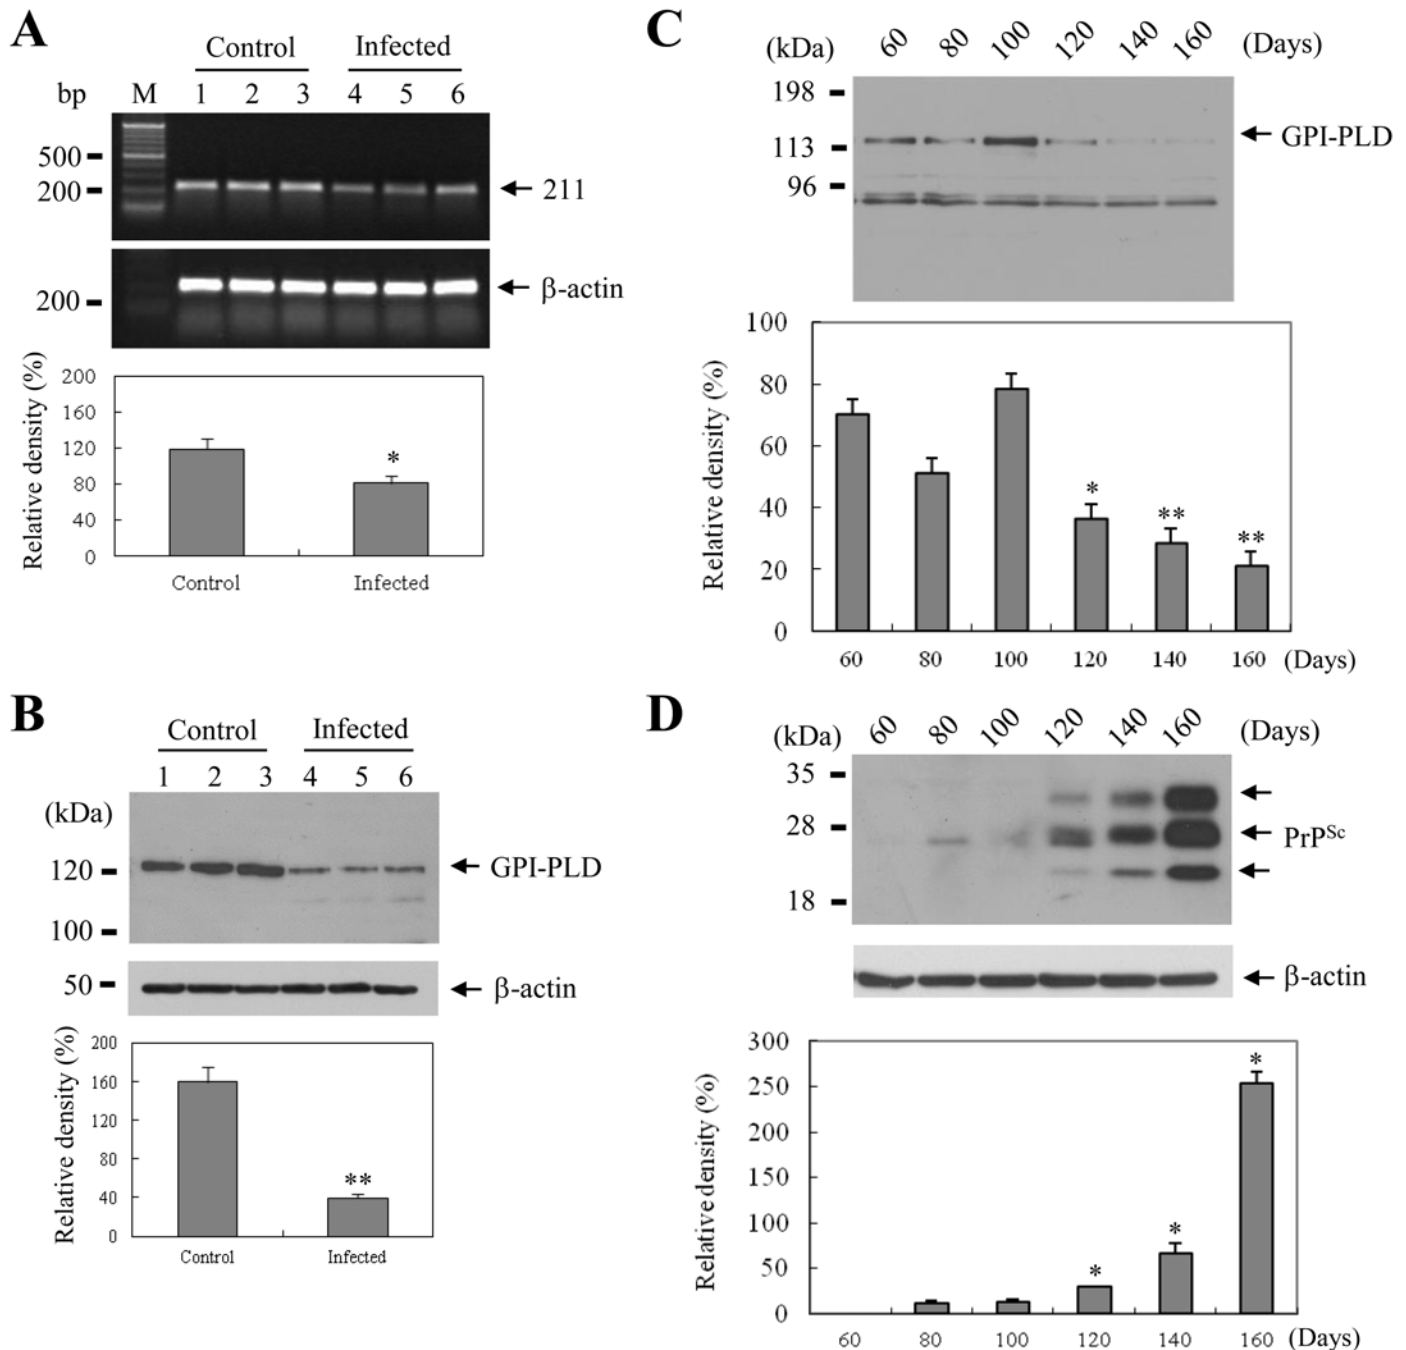 A
Control Infected
bp M 1 2 3 4 5 6
500
200
211
200
β-actin
Relative density (%)
200
160
120
80
40
0
*
Control Infected
B
Control Infected
1 2 3 4 5 6
(kDa)
120
GPI-PLD
100
50
β-actin
Relative density (%)
200
160
120
80
40
0
**
Control Infected
C
(kDa) 60 80 100 120 140 160 (Days)
198
113
GPI-PLD
96
Relative density (%)
100
80
60
40
20
0
* ** **
60 80 100 120 140 160 (Days)
D
(kDa) 60 80 100 120 140 160 (Days)
35
28
PrPSc
18
β-actin
Relative density (%)
300
250
200
150
100
50
0
* * *
60 80 100 120 140 160 (Days)